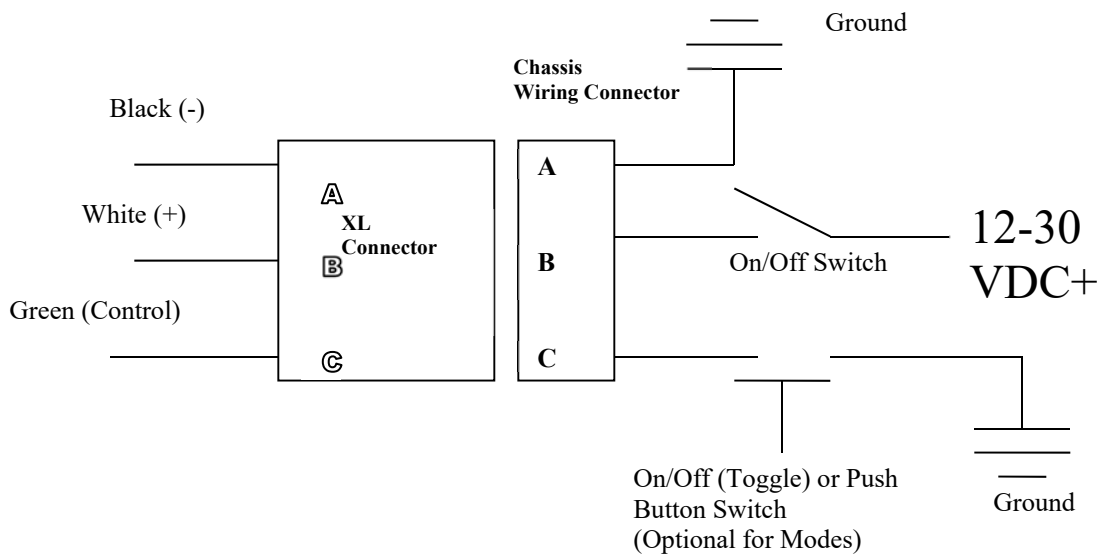 Ground
Chassis
Wiring Connector
Black (-)
A
A
White (+)
XL
Connector
12-30
VDC+
B
B
On/Off Switch
Green (Control)
C
C
On/Off (Toggle) or Push
Button Switch
(Optional for Modes)
Ground